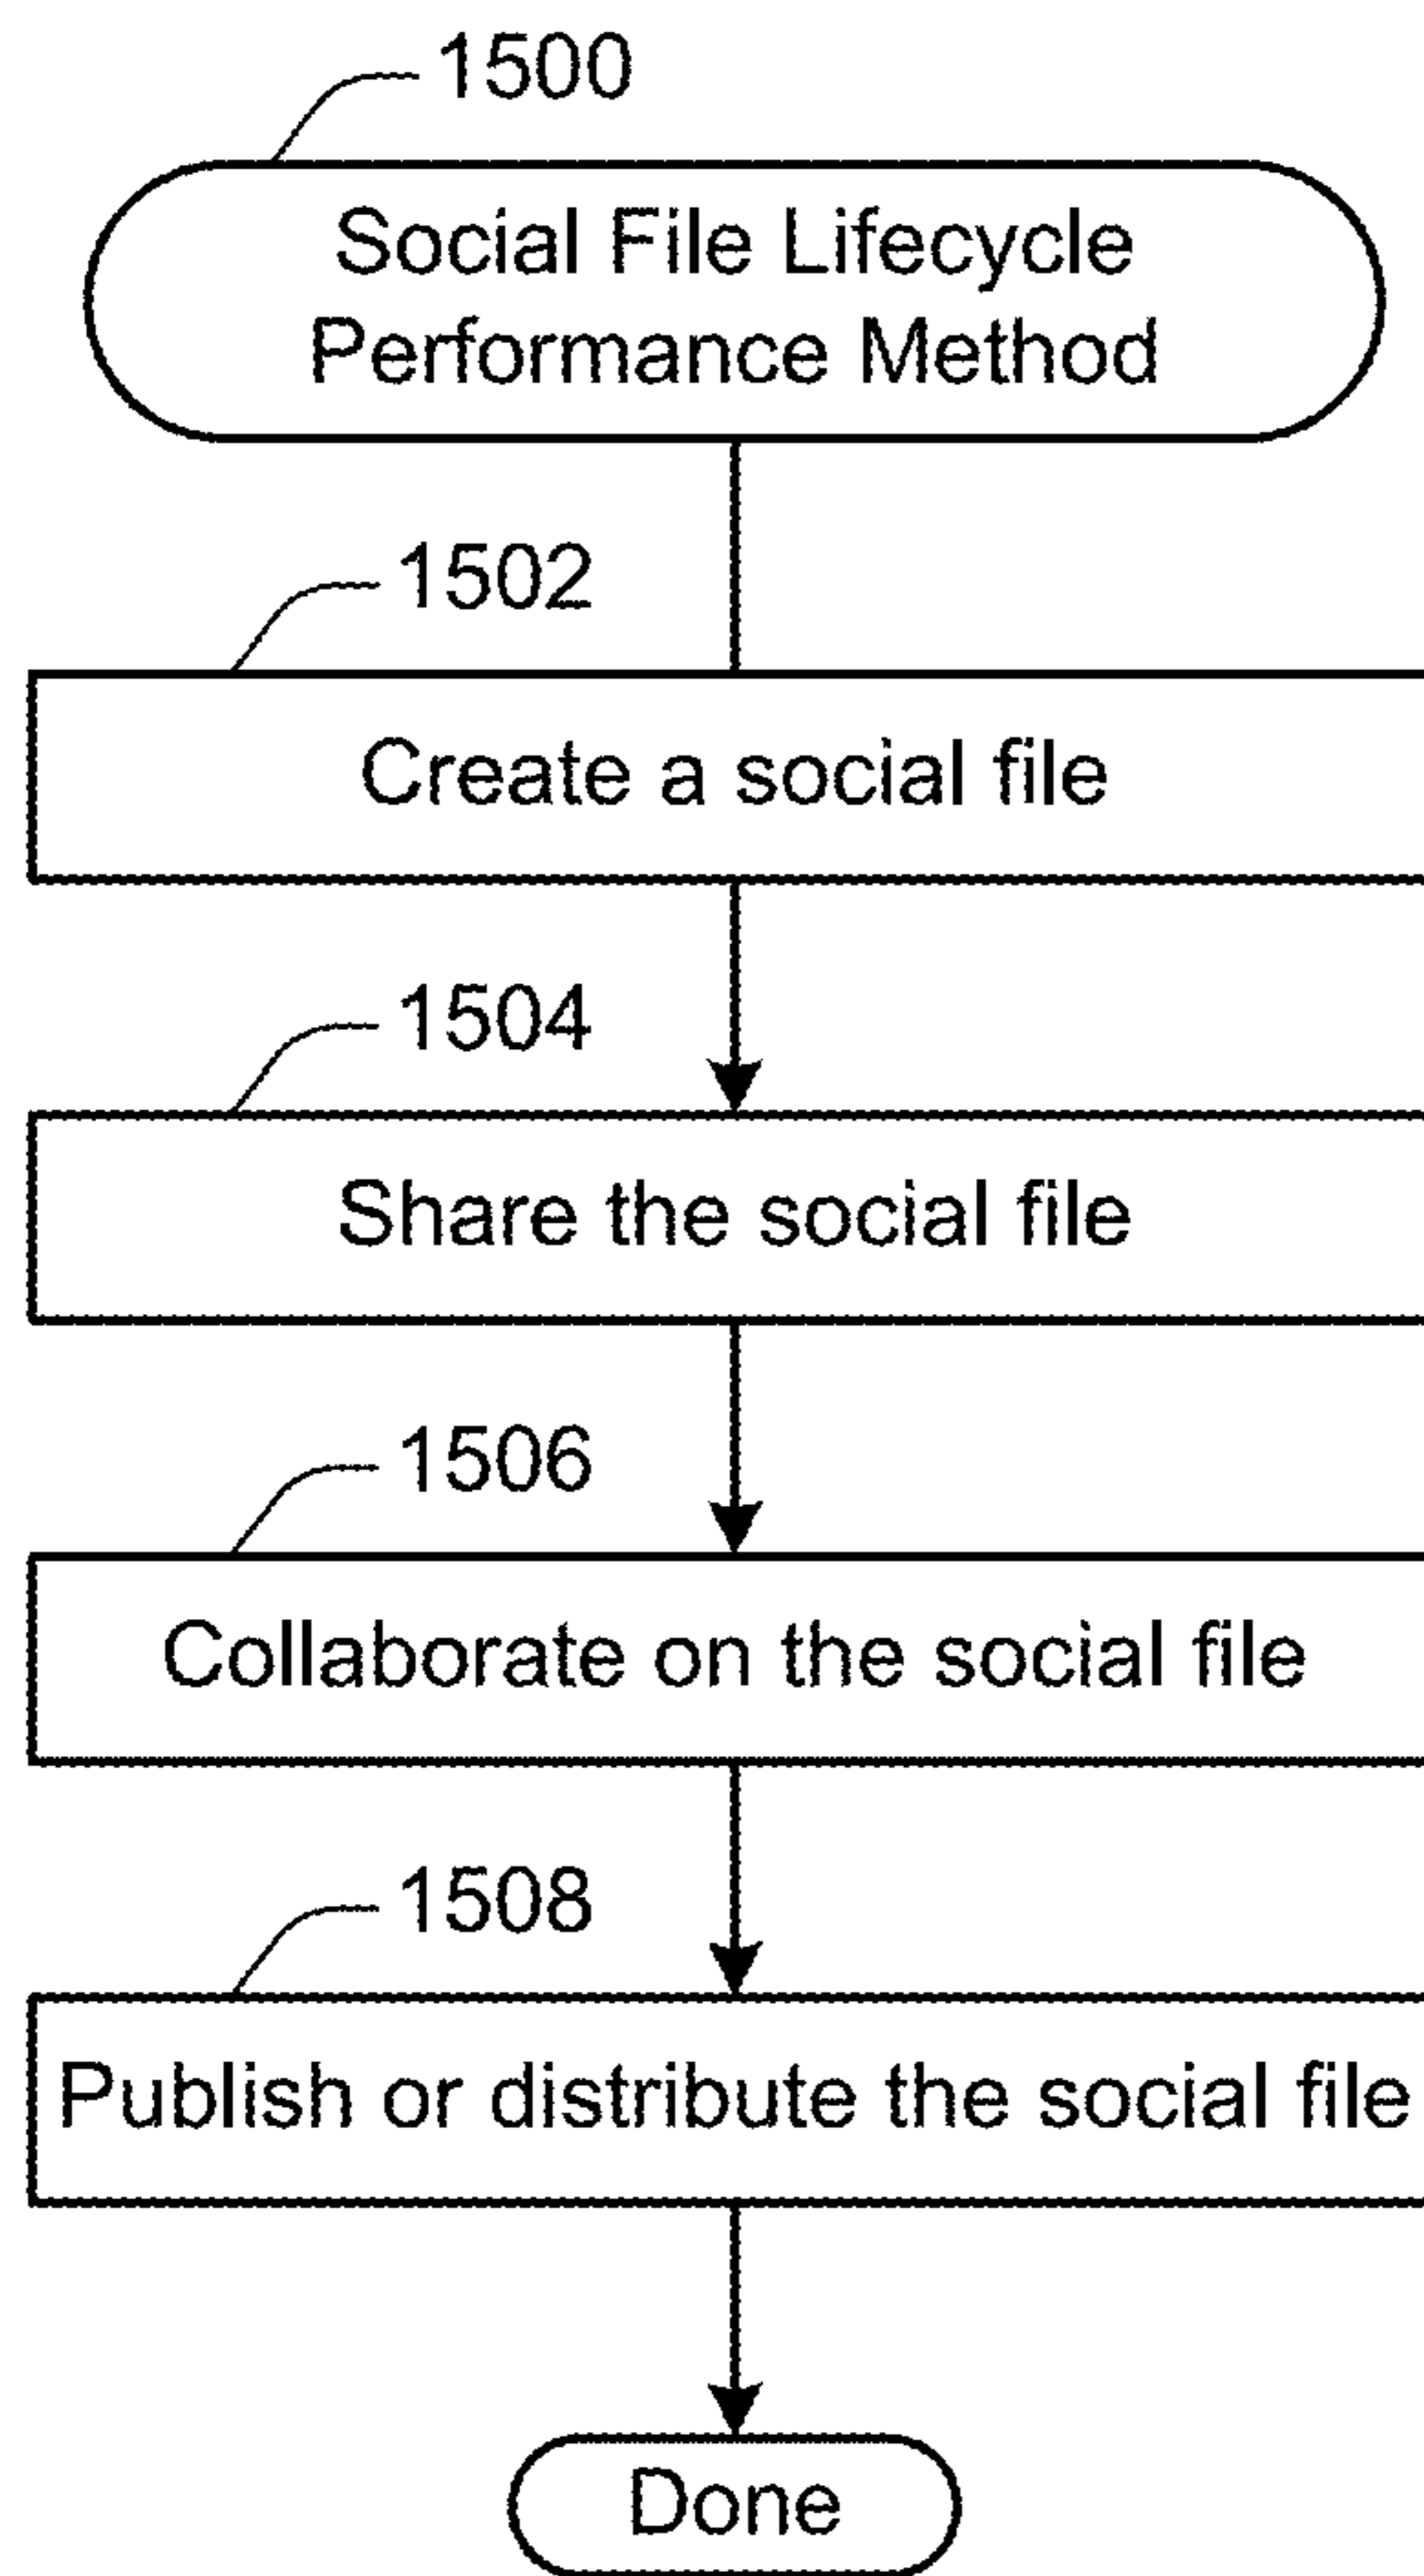 1500
Social File Lifecycle
Performance Method
1502
Create a social file
1504
Share the social file
1506
Collaborate on the social file
1508
Publish or distribute the social file
Done